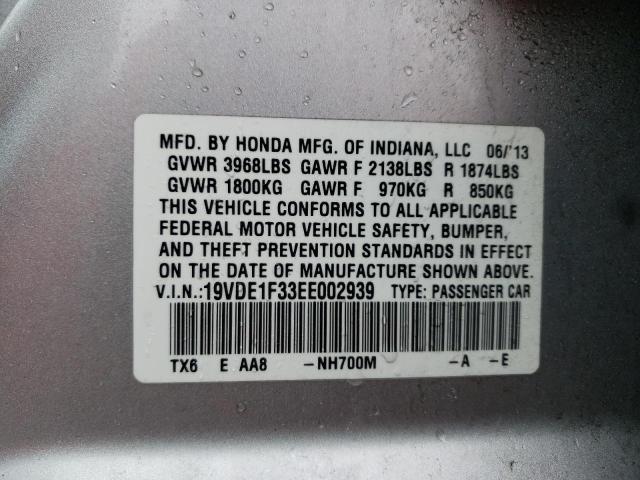 MFD. BY HONDA MFG. OF INDIANA, LLC 06/'13
GVWR 3968LBS GAWR F 2138LBS R 1874LBS
GVWR 1800KG GAWR F 970KG R 850KG
THIS VEHICLE CONFORMS TO ALL APPLICABLE
FEDERAL MOTOR VEHICLE SAFETY, BUMPER,
AND THEFT PREVENTION STANDARDS IN EFFECT
ON THE DATE OF MANUFACTURE SHOWN ABOVE.
V.I.N.:19VDE1F33EE002939 TYPE: PASSENGER CAR
TX6 E AA8 -NH700M -A -E